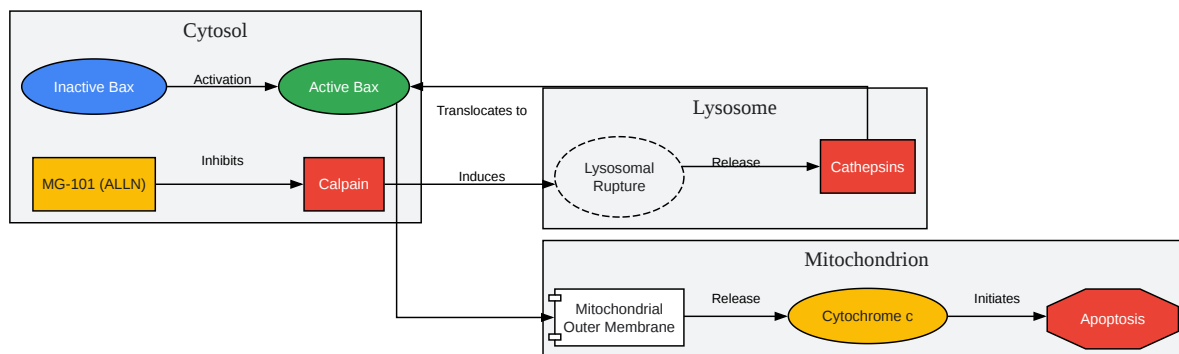 Cytosol
Inactive Bax
Activation
Active Bax
Translocates to
Lysosome
MG-101 (ALLN)
Inhibits
Calpain
Induces
Lysosomal
Rupture
Release
Cathepsins
Mitochondrion
Mitochondrial
Outer Membrane
Release
Cytochrome c
Initiates
Apoptosis